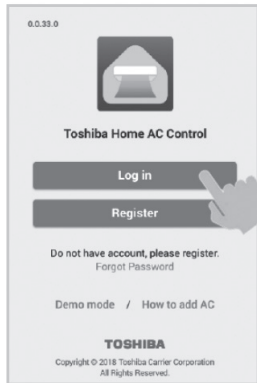 0.0.33.0
Toshiba Home AC Control
Log in
Register
Do not have account, please register.
Forgot Password
Demo mode / How to add AC
TOSHIBA
Copyright © 2018 Toshiba Carrier Corporation
All Rights Reserved.